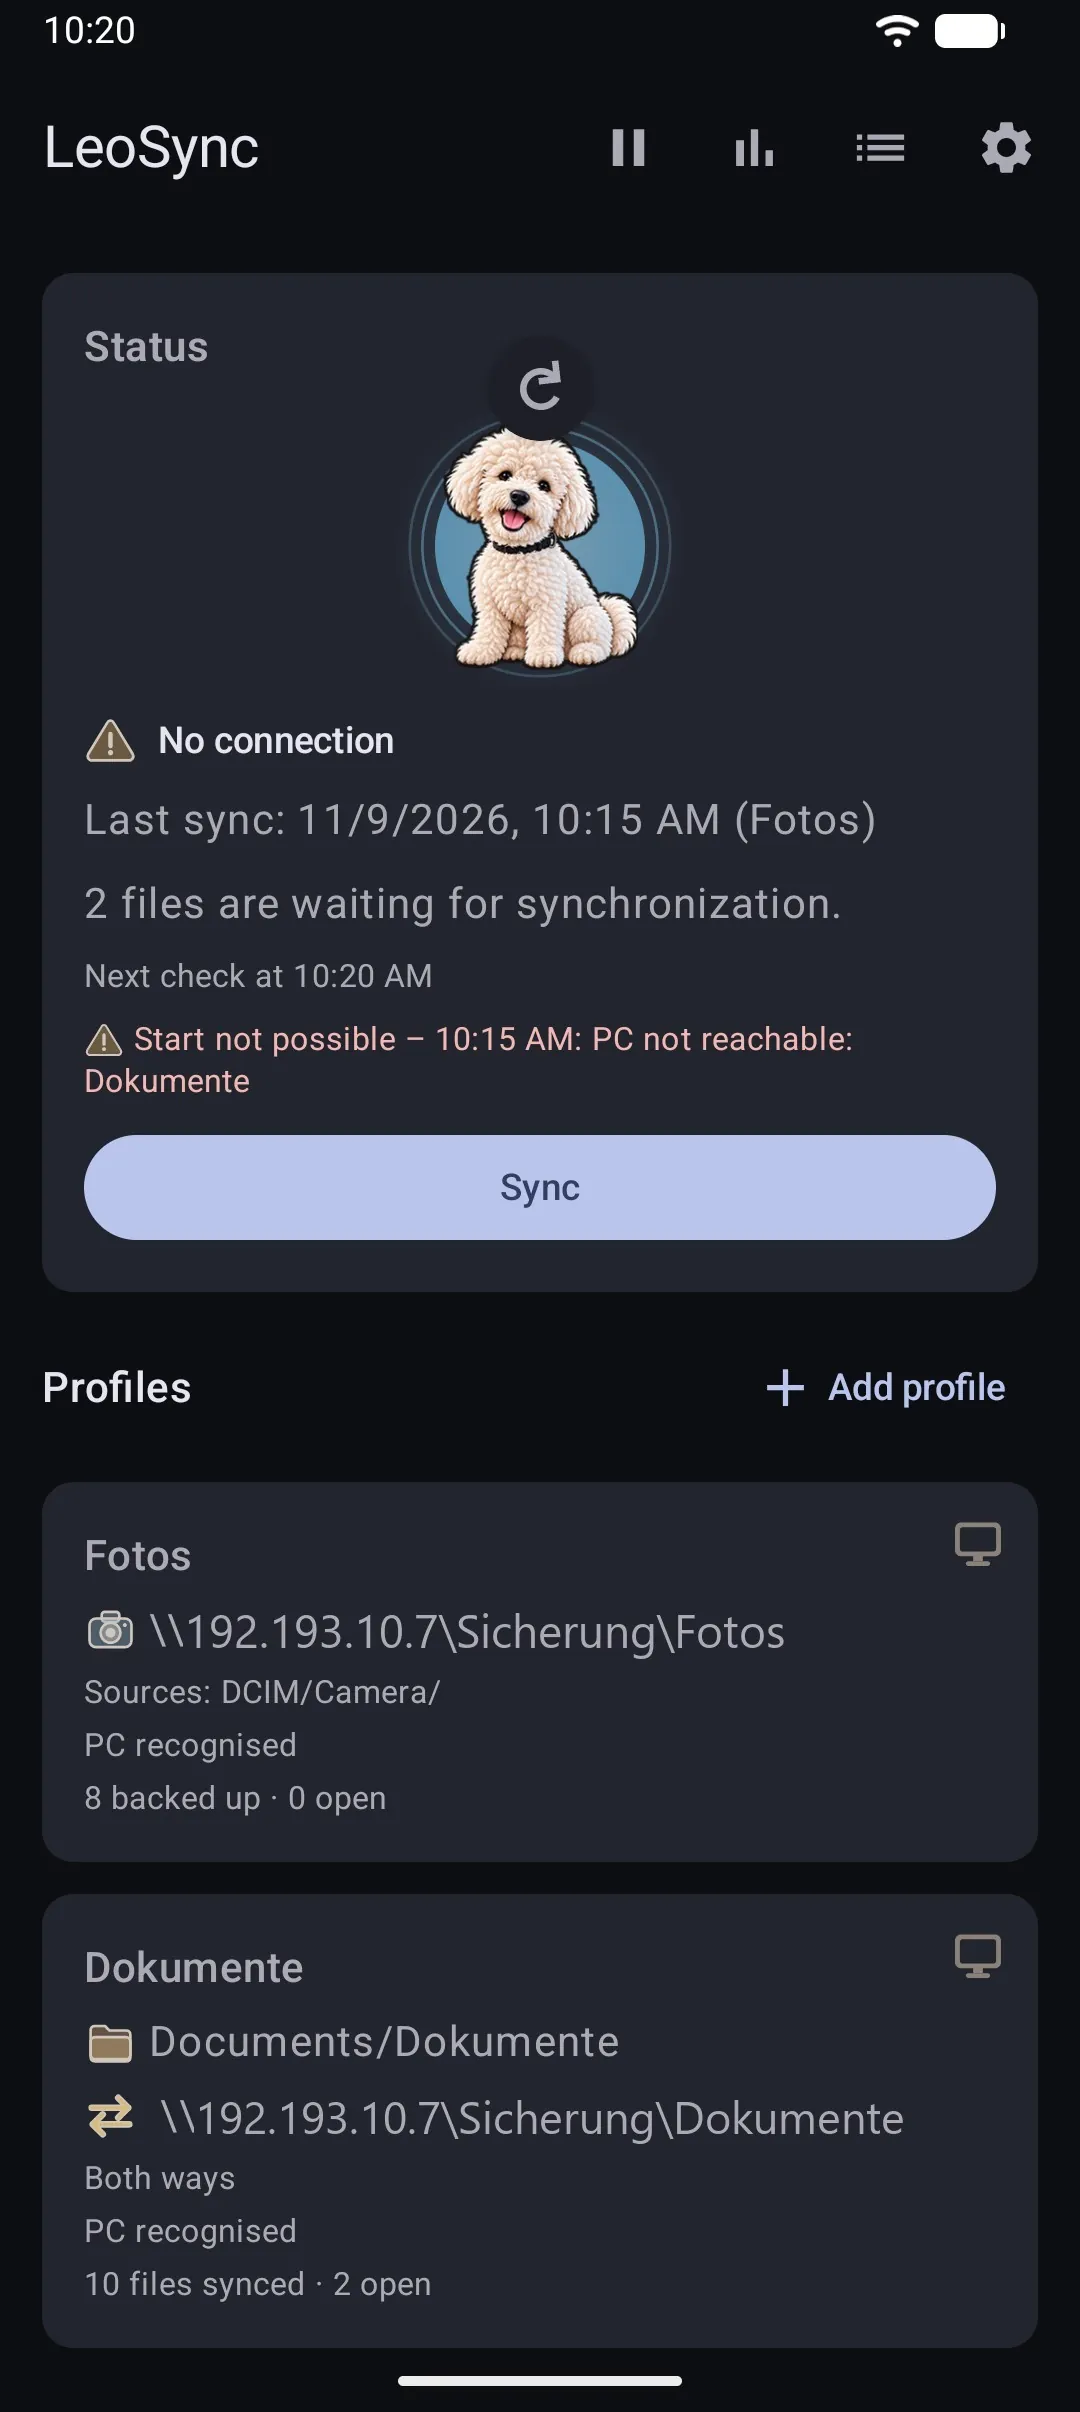 10:20
LeoSync
Status
No connection
Last sync: 11/9/2026, 10:15 AM (Fotos)
2 files are waiting for synchronization.
Next check at 10:20 AM
Start not possible – 10:15 AM: PC not reachable:
Dokumente
Sync
Profiles
Add profile
Fotos
\\192.193.10.7\Sicherung\Fotos
Sources: DCIM/Camera/
PC recognised
8 backed up · 0 open
Dokumente
Documents/Dokumente
\\192.193.10.7\Sicherung\Dokumente
Both ways
PC recognised
10 files synced · 2 open